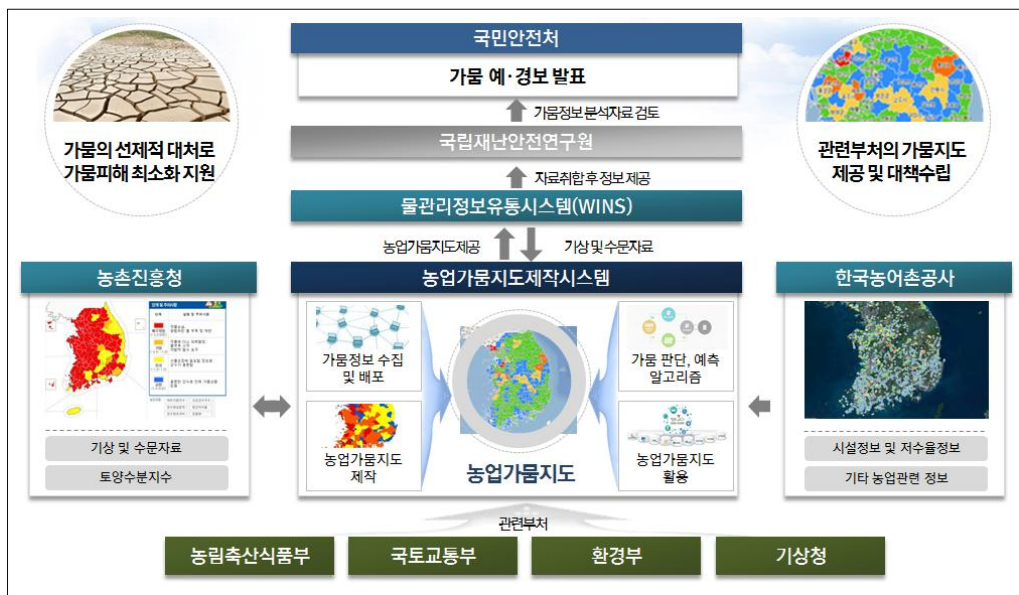 국민안전처
가뭄 예·경보 발표
가뭄정보 분석자료 검토
국립재난안전연구원
자료취합 후 정보 제공
물관리정보유통시스템(WINS)
농업가뭄지도제공
기상 및 수문자료
가뭄의 선제적 대처로
가뭄피해 최소화 지원
관련부처의 가뭄지도
제공 및 대책수립
농촌진흥청
기상 및 수문자료
토양수분지수
농업가뭄지도제작시스템
가뭄정보 수집
및 배포
가뭄 판단, 예측
알고리즘
농업가뭄지도
제작
농업가뭄지도
농업가뭄지도
활용
한국농어촌공사
시설정보 및 저수율정보
기타 농업관련 정보
관련부처
농림축산식품부
국토교통부
환경부
기상청